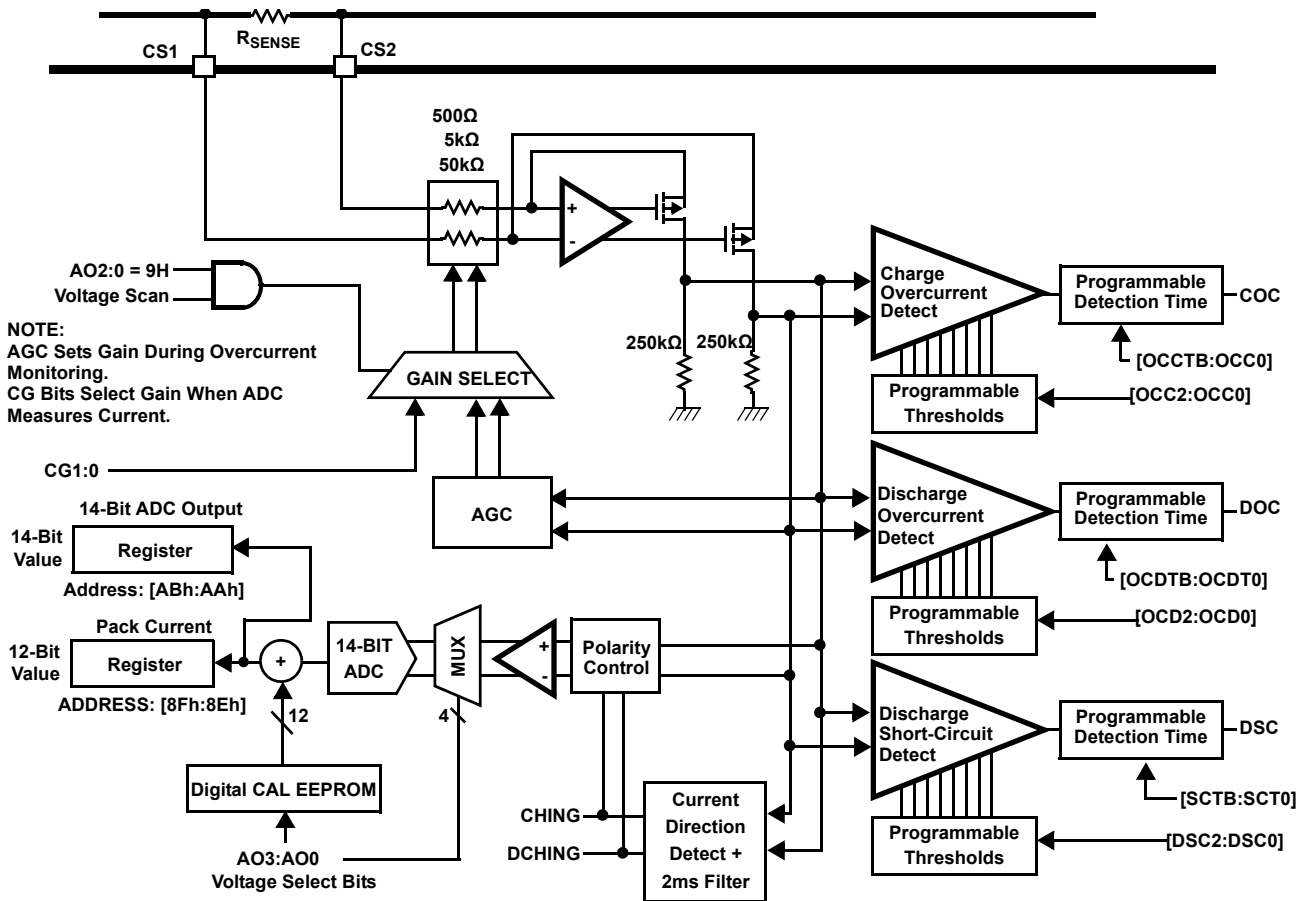 RSENSE
CS1
CS2
500Ω
5kΩ
50kΩ
+
-
AO2:0 = 9H
Voltage Scan
NOTE:
AGC Sets Gain During Overcurrent
Monitoring.
CG Bits Select Gain When ADC
Measures Current.
GAIN SELECT
250kΩ
250kΩ
Charge
Overcurrent
Detect
Programmable
Detection Time
COC
[OCCTB:OCC0]
Programmable
Thresholds
[OCC2:OCC0]
CG1:0
AGC
Discharge
Overcurrent
Detect
Programmable
Detection Time
DOC
[OCDTB:OCDT0]
Programmable
Thresholds
[OCD2:OCD0]
14-Bit ADC Output
14-Bit
Value
Register
Address: [ABh:AAh]
Pack Current
12-Bit
Value
Register
ADDRESS: [8Fh:8Eh]
+
14-BIT
ADC
MUX
+
-
Polarity
Control
4
12
Digital CAL EEPROM
AO3:AO0
Voltage Select Bits
CHING
DCHING
Current
Direction
Detect +
2ms Filter
Discharge
Short-Circuit
Detect
Programmable
Detection Time
DSC
[SCTB:SCT0]
Programmable
Thresholds
[DSC2:DSC0]